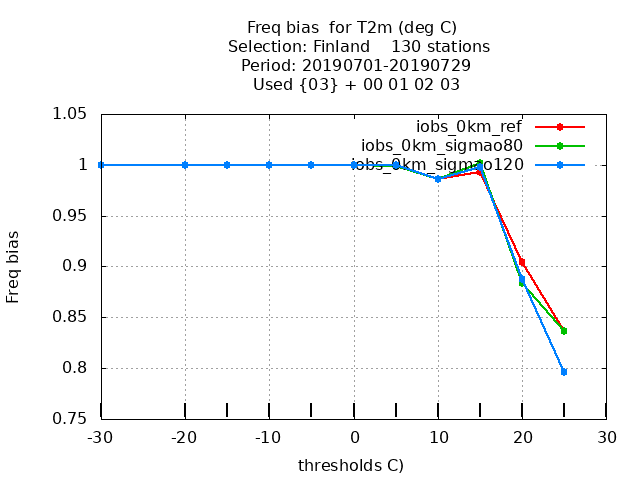 Freq bias  for T2m (deg C)
Selection: Finland    130 stations
Period: 20190701-20190729
Used {03} + 00 01 02 03
1.05
1
0.95
0.9
0.85
0.8
0.75
Freq bias
iobs_0km_ref
iobs_0km_sigmao80
iobs_0km_sigmao120
-30 -20 -10 0 10 20 30
thresholds C)